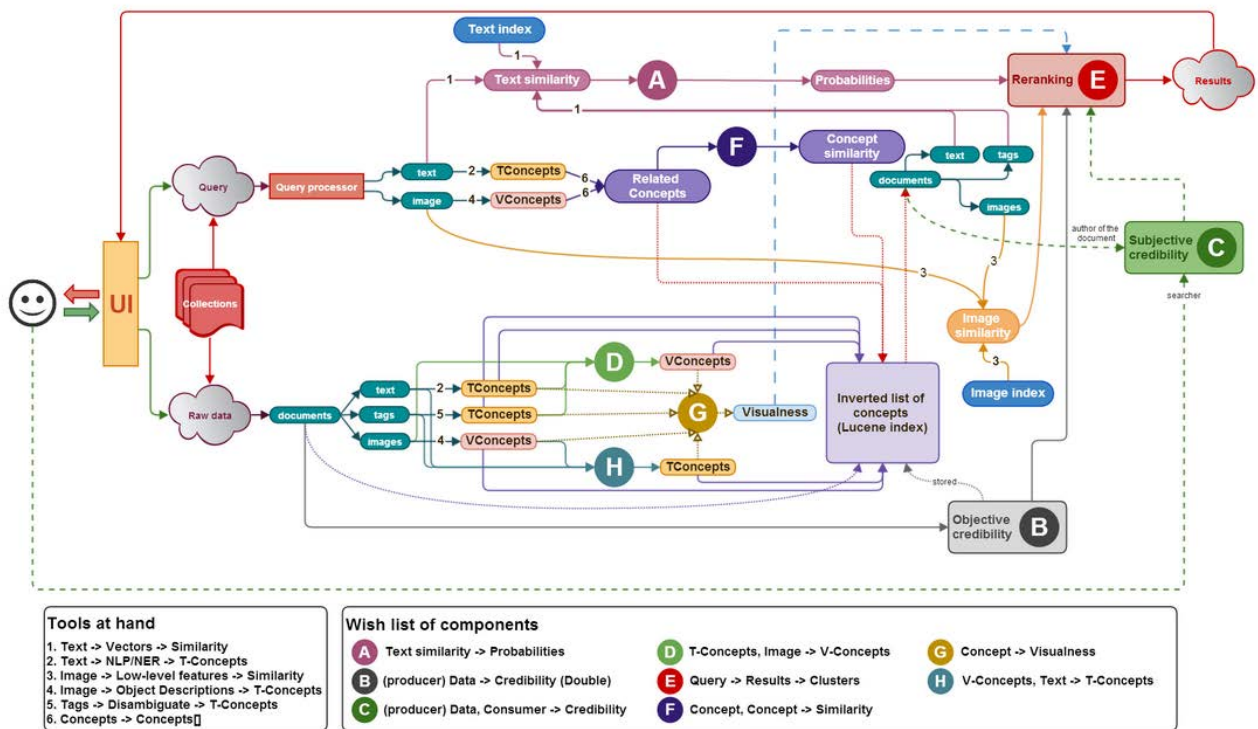 Text index
1
Text similarity
A
Probabilities
Reranking
E
Results
1
1
Query
Query processor
text
2
TConcepts
6
image
4
VConcepts
6
Related
Concepts
F
Concept
similarity
text
tags
documents
images
author of the
document
Subjective
credibility
C
searcher
3
3
Image
similarity
3
Image index
UI
Collections
Raw data
documents
text
2
TConcepts
tags
5
TConcepts
images
4
VConcepts
D
VConcepts
G
Visualness
H
TConcepts
Inverted list of
concepts
(Lucene index)
stored
Objective
credibility
B
Tools at hand
1. Text -> Vectors -> Similarity
2. Text -> NLP/NER -> T-Concepts
3. Image -> Low-level features -> Similarity
4. Image -> Object Descriptions -> T-Concepts
5. Tags -> Disambiguate -> T-Concepts
6. Concepts -> Concepts[]
Wish list of components
A Text similarity -> Probabilities
B (producer) Data -> Credibility (Double)
C (producer) Data, Consumer -> Credibility
D T-Concepts, Image -> V-Concepts
E Query -> Results -> Clusters
F Concept, Concept -> Similarity
G Concept -> Visualness
H V-Concepts, Text -> T-Concepts